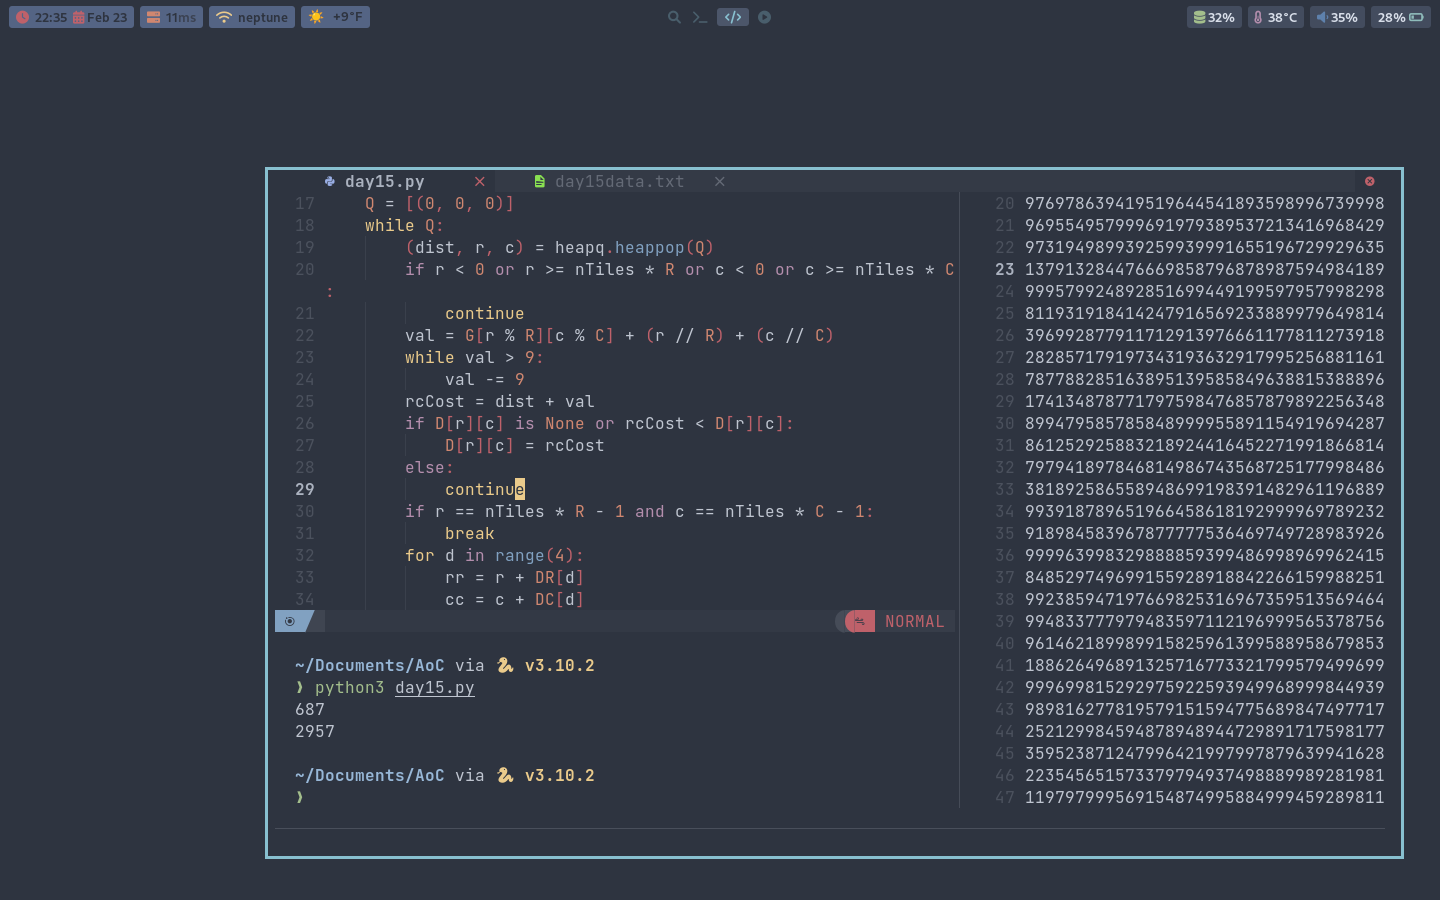 22:35 Feb 23 11ms neptune +9°F
</> 32% 38°C 35% 28%
day15.py × day15data.txt ×
17 Q = [(0, 0, 0)]
18 while Q:
19 (dist, r, c) = heapq.heappop(Q)
20 if r < 0 or r >= nTiles * R or c < 0 or c >= nTiles * C
:
21 continue
22 val = G[r % R][c % C] + (r // R) + (c // C)
23 while val > 9:
24 val -= 9
25 rcCost = dist + val
26 if D[r][c] is None or rcCost < D[r][c]:
27 D[r][c] = rcCost
28 else:
29 continue
30 if r == nTiles * R - 1 and c == nTiles * C - 1:
31 break
32 for d in range(4):
33 rr = r + DR[d]
34 cc = c + DC[d]
NORMAL
~/Documents/AoC via v3.10.2
❱ python3 day15.py
687
2957
~/Documents/AoC via v3.10.2
❱
20 976978639419519644541893598996739998
21 969554957999691979389537213416968429
22 973194989939259939991655196729929635
23 137913284476669858796878987594984189
24 999579924892851699449199597957998298
25 811931918414247916569233889979649814
26 396992877911712913976661177811273918
27 282857179197343193632917995256881161
28 787788285163895139585849638815388896
29 174134878771797598476857879892256348
30 899479585785848999955891154919694287
31 861252925883218924416452271991866814
32 797941897846814986743568725177998486
33 381892586558948699198391482961196889
34 993918789651966458618192999969789232
35 918984583967877777536469749728983926
36 999963998329888859399486998969962415
37 848529749699155928918842266159988251
38 992385947197669825316967359513569464
39 994833777979483597112196999565378756
40 961462189989915825961399588958679853
41 188626496891325716773321799579499699
42 999699815292975922593949968999844939
43 989816277819579151594775689847497717
44 252129984594878948944729891717598177
45 359523871247996421997997879639941628
46 223545651573379794937498889989281981
47 119797999569154874995884999459289811